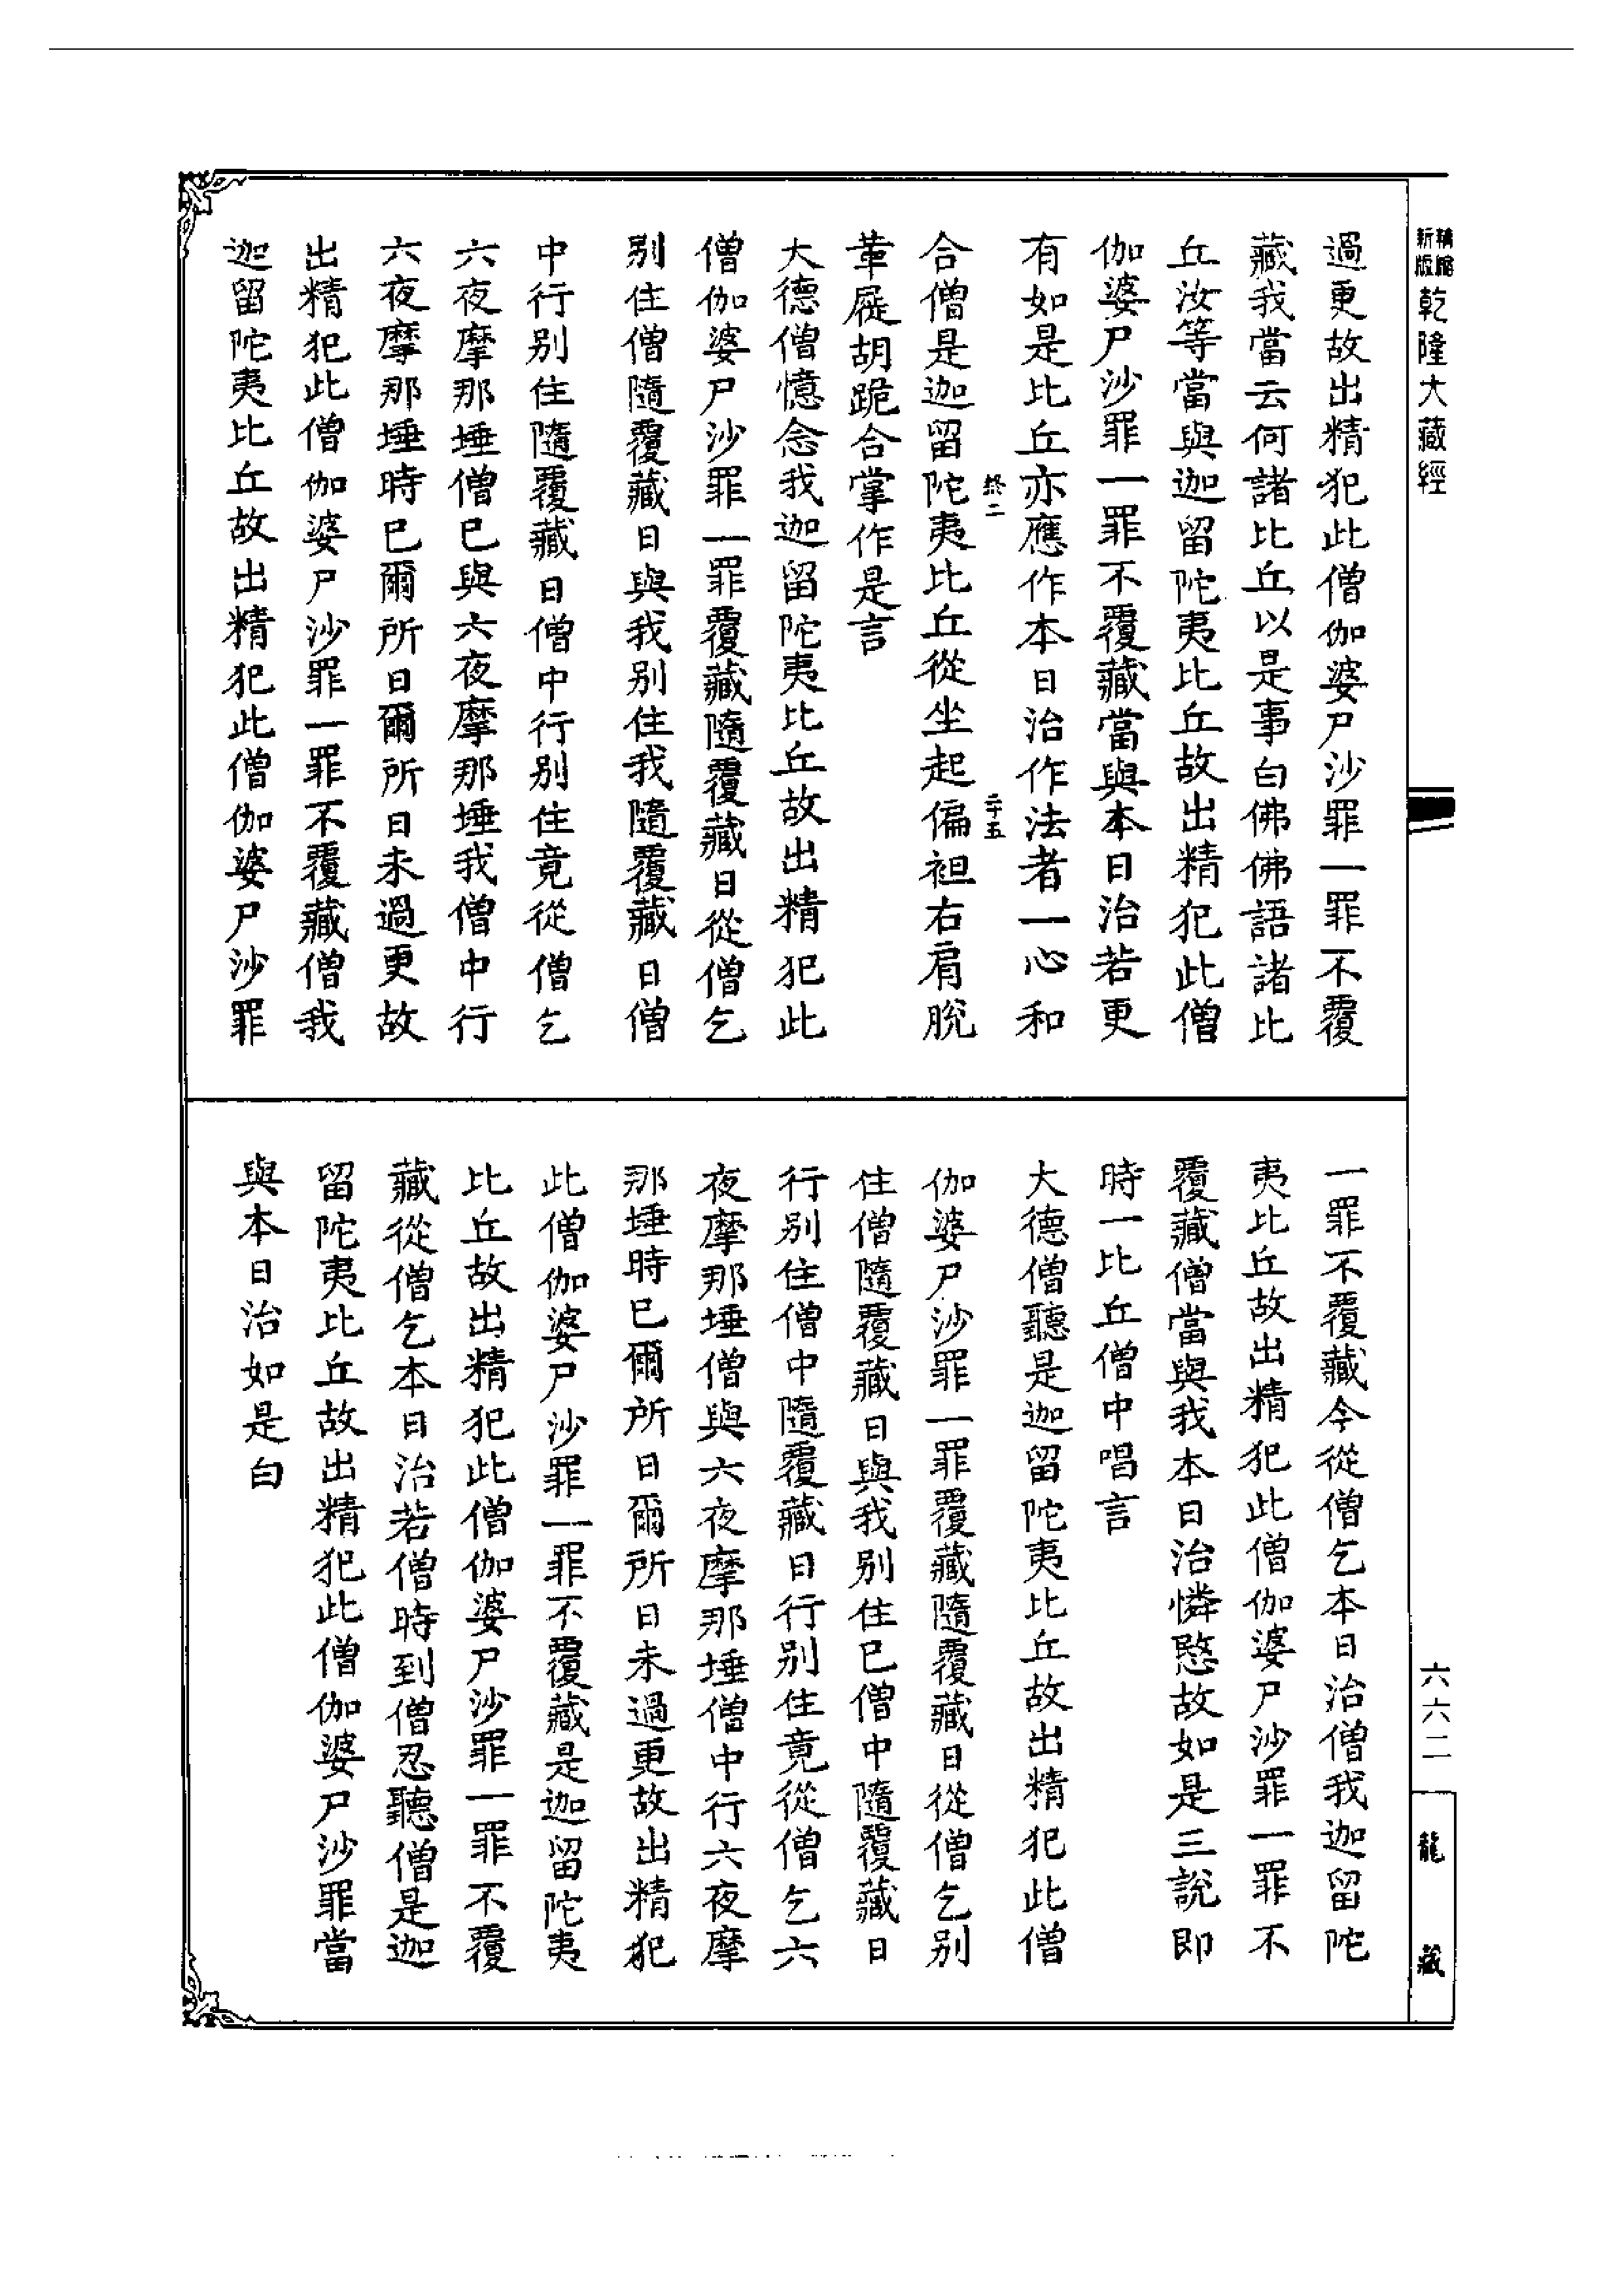 精縮
新版
乾隆大藏經
六六二
龍藏
過更故出精犯此僧伽婆尸沙罪一罪不覆
藏我當云何諸比丘以是事白佛佛語諸比
丘汝等當與迦留陀夷比丘故出精犯此僧
伽婆尸沙罪一罪不覆藏當與本日治若更
有如是比丘亦應作本日治作法者一心和
終二
二十五
合僧是迦留陀夷比丘從坐起偏袒右肩脫
革屣胡跪合掌作是言
大德僧憶念我迦留陀夷比丘故出精犯此
僧伽婆尸沙罪一罪覆藏隨覆藏日從僧乞
別住僧隨覆藏日與我別住我隨覆藏日僧
中行別住隨覆藏日僧中行別住竟從僧乞
六夜摩那埵僧已與六夜摩那埵我僧中行
六夜摩那埵時已爾所日爾所日未過更故
出精犯此僧伽婆尸沙罪一罪不覆藏僧我
迦留陀夷比丘故出精犯此僧伽婆尸沙罪
一罪不覆藏今從僧乞本日治僧我迦留陀
夷比丘故出精犯此僧伽婆尸沙罪一罪不
覆藏僧當與我本日治憐愍故如是三說即
時一比丘僧中唱言
大德僧聽是迦留陀夷比丘故出精犯此僧
伽婆尸沙罪一罪覆藏隨覆藏日從僧乞別
住僧隨覆藏日與我別住已僧中隨覆藏日
行別住僧中隨覆藏日行別住竟從僧乞六
夜摩那埵僧與六夜摩那埵僧中行六夜摩
那埵時已爾所日爾所日未過更故出精犯
此僧伽婆尸沙罪一罪不覆藏是迦留陀夷
比丘故出精犯此僧伽婆尸沙罪一罪不覆
藏從僧乞本日治若僧時到僧忍聽僧是迦
留陀夷比丘故出精犯此僧伽婆尸沙罪當
與本日治如是白